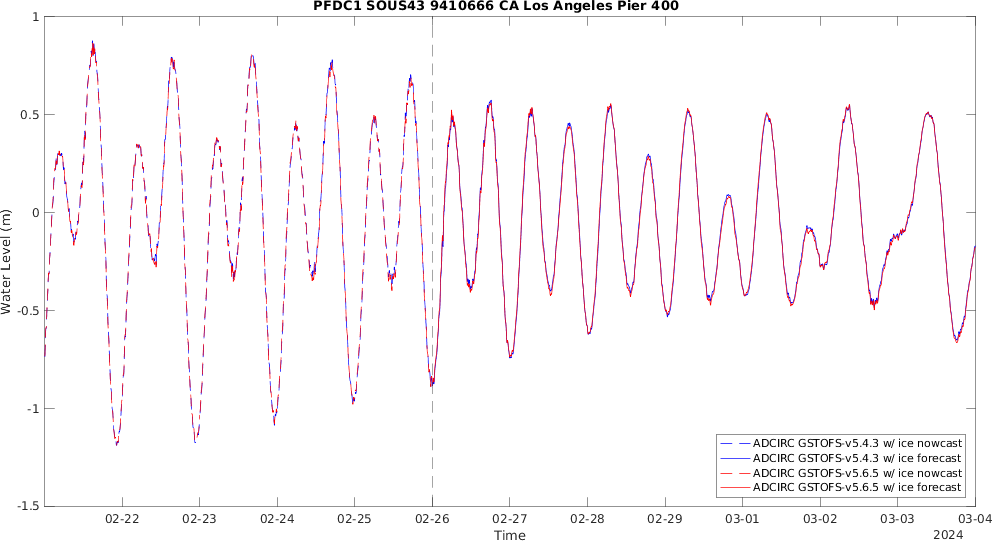 PFDC1 SOUS43 9410666 CA Los Angeles Pier 400
1
0.5
0
-0.5
-1
-1.5
Water Level (m)
02-22 02-23 02-24 02-25 02-26 02-27 02-28 02-29 03-01 03-02 03-03 03-04
Time
2024
ADCIRC GSTOFS-v5.4.3 w/ ice nowcast
ADCIRC GSTOFS-v5.4.3 w/ ice forecast
ADCIRC GSTOFS-v5.6.5 w/ ice nowcast
ADCIRC GSTOFS-v5.6.5 w/ ice forecast